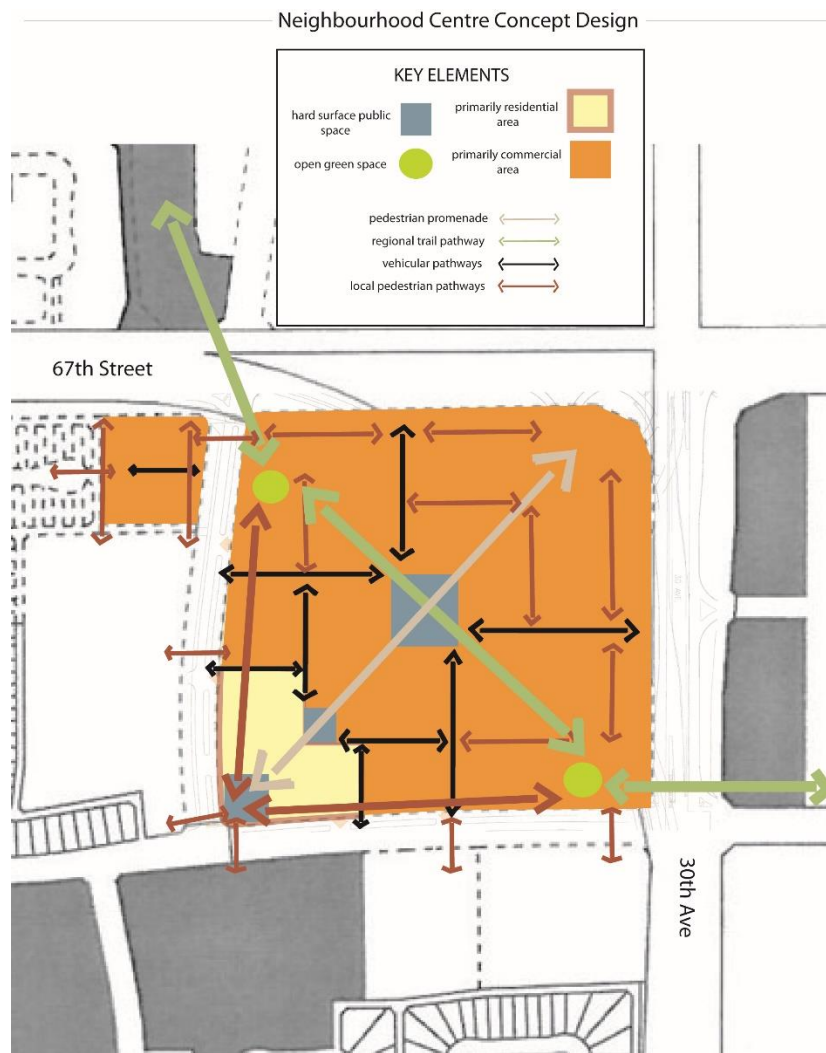 Neighbourhood Centre Concept Design
KEY ELEMENTS
hard surface public
space
primarily residential
area
open green space
primarily commercial
area
pedestrian promenade
regional trail pathway
vehicular pathways
local pedestrian pathways
67th Street
30th Ave